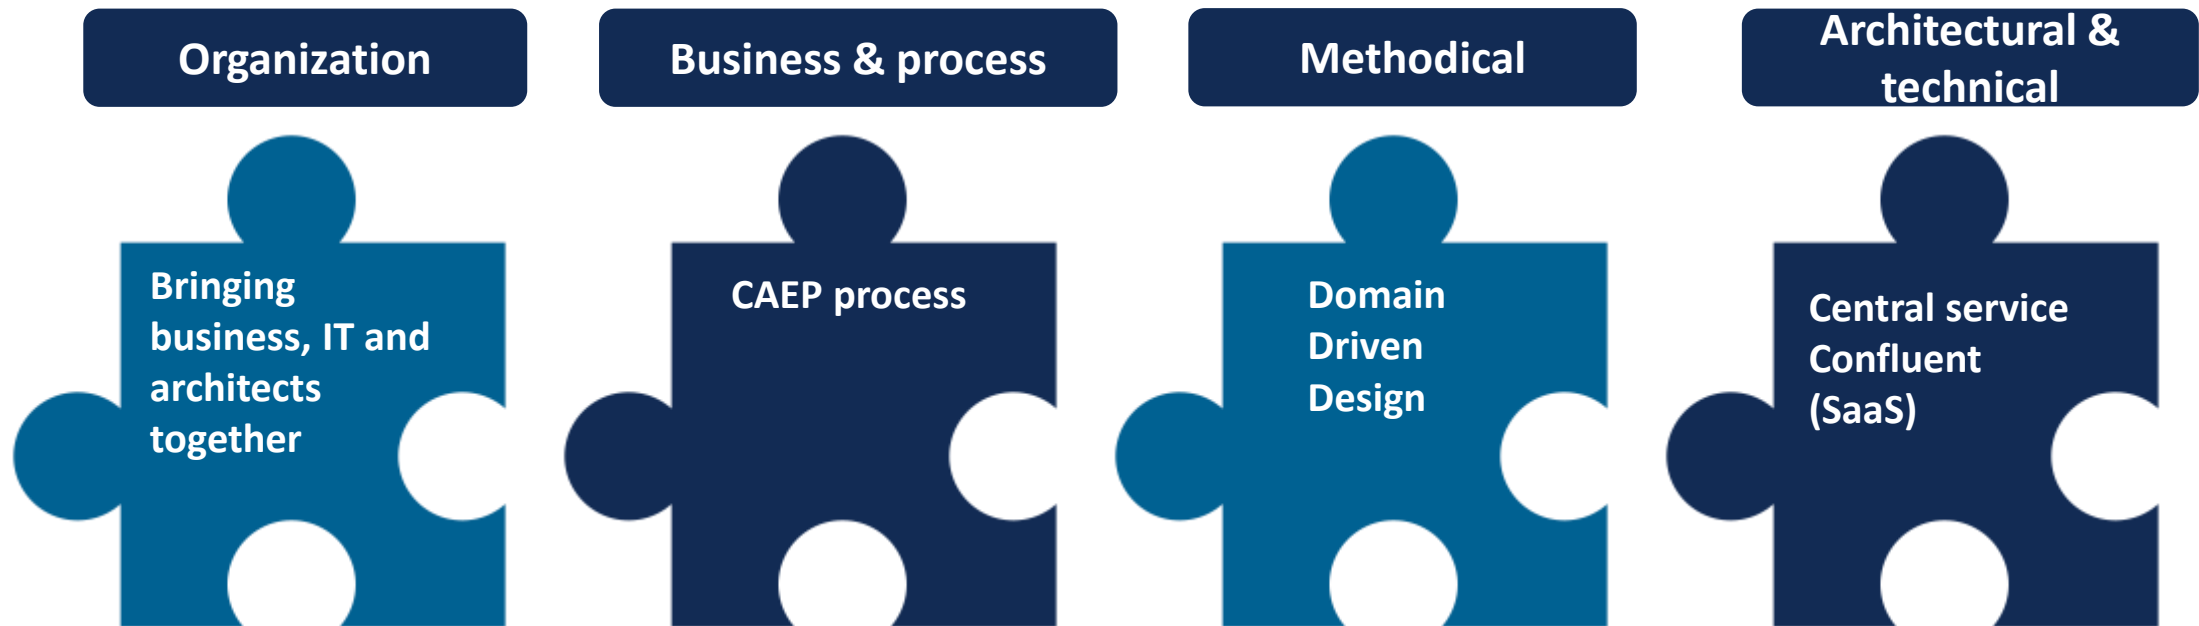 Organization
Business & process
Methodical
Architectural &
technical
Bringing
business, IT and
architects
together
CAEP process
Domain
Driven
Design
Central service
Confluent
(SaaS)